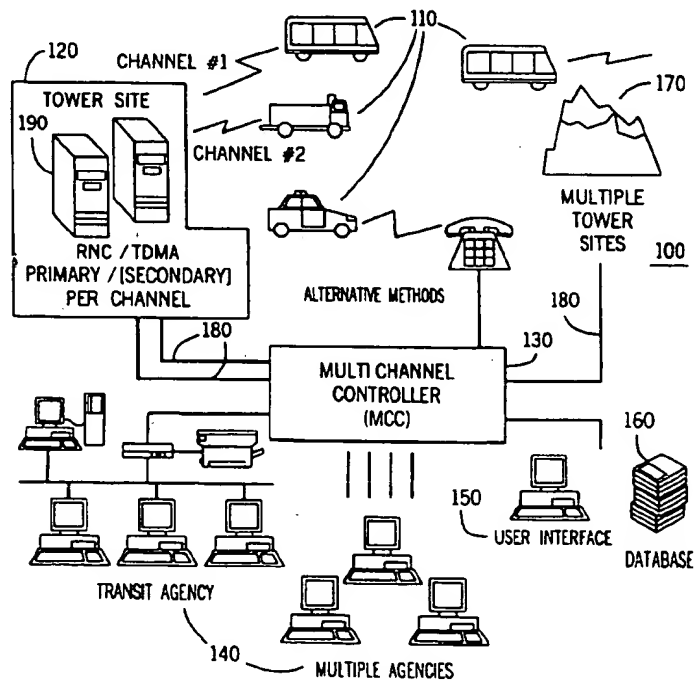 120
CHANNEL #1
110
TOWER SITE
170
190
CHANNEL #2
MULTIPLE
TOWER
SITES
100
RNC / TDMA
PRIMARY / [SECONDARY]
PER CHANNEL
ALTERNATIVE METHODS
180
180
130
MULTI CHANNEL
CONTROLLER
(MCC)
160
150
USER INTERFACE
DATABASE
TRANSIT AGENCY
140
MULTIPLE AGENCIES